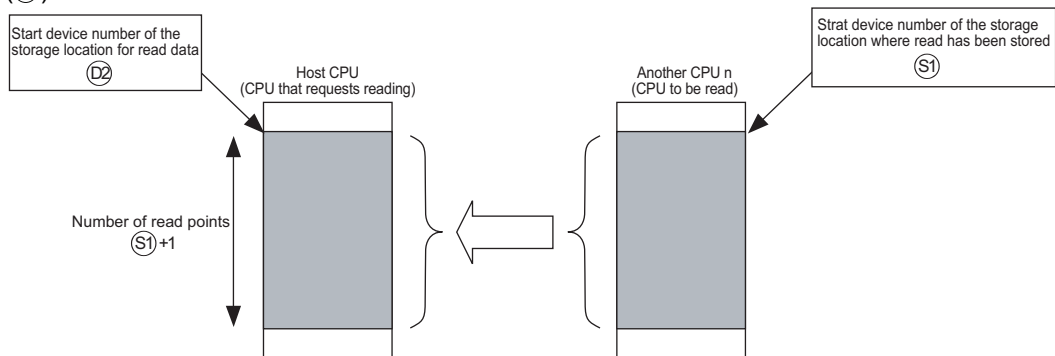 Start device number of the
storage location for read data
D2
Host CPU
(CPU that requests reading)
Another CPU n
(CPU to be read)
Strat device number of the storage
location where read has been stored
S1
Number of read points
S1+1